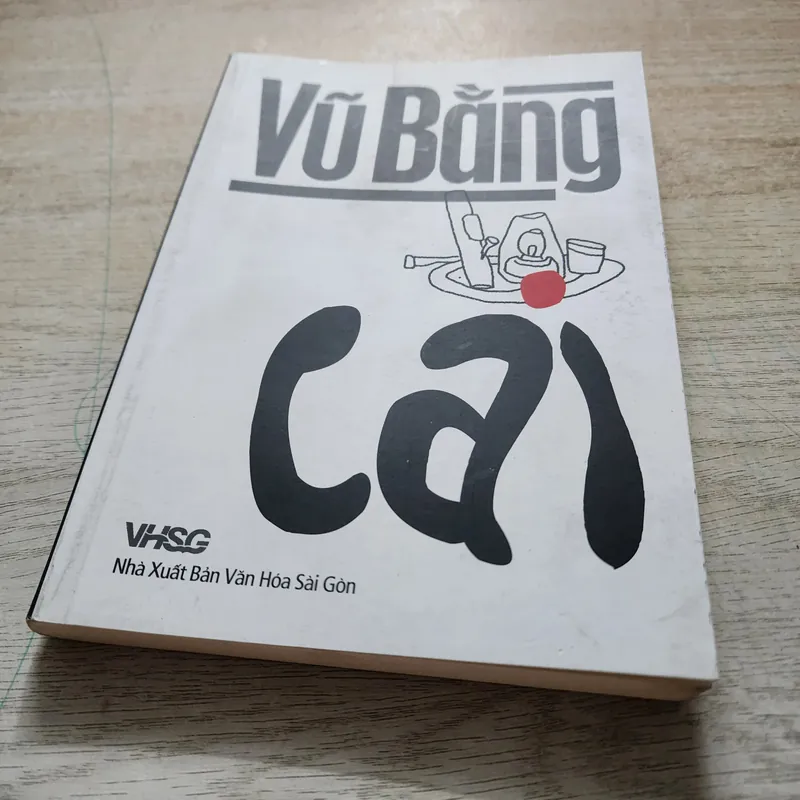 Vũ Bằng
Cai
VHSG
Nhà Xuất Bản Văn Hóa Sài Gòn